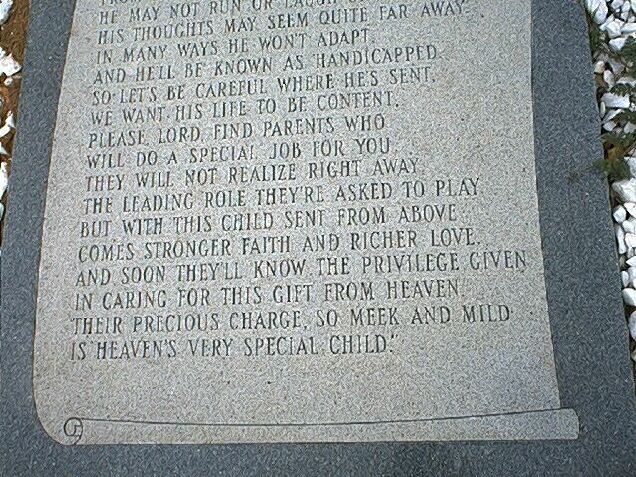 HE MAY NOT RUN OR LAUGH
HIS THOUGHTS MAY SEEM QUITE FAR AWAY.
IN MANY WAYS HE WON'T ADAPT,
AND HE'LL BE KNOWN AS HANDICAPPED.
SO LET'S BE CAREFUL WHERE HE'S SENT,
WE WANT HIS LIFE TO BE CONTENT.
PLEASE, LORD, FIND PARENTS WHO
WILL DO A SPECIAL JOB FOR YOU.
THEY WILL NOT REALIZE RIGHT AWAY
THE LEADING ROLE THEY'RE ASKED TO PLAY
BUT WITH THIS CHILD SENT FROM ABOVE
COMES STRONGER FAITH AND RICHER LOVE.
AND SOON THEY'LL KNOW THE PRIVILEGE GIVEN
IN CARING FOR THIS GIFT FROM HEAVEN.
THEIR PRECIOUS CHARGE, SO MEEK AND MILD
IS HEAVEN'S VERY SPECIAL CHILD."